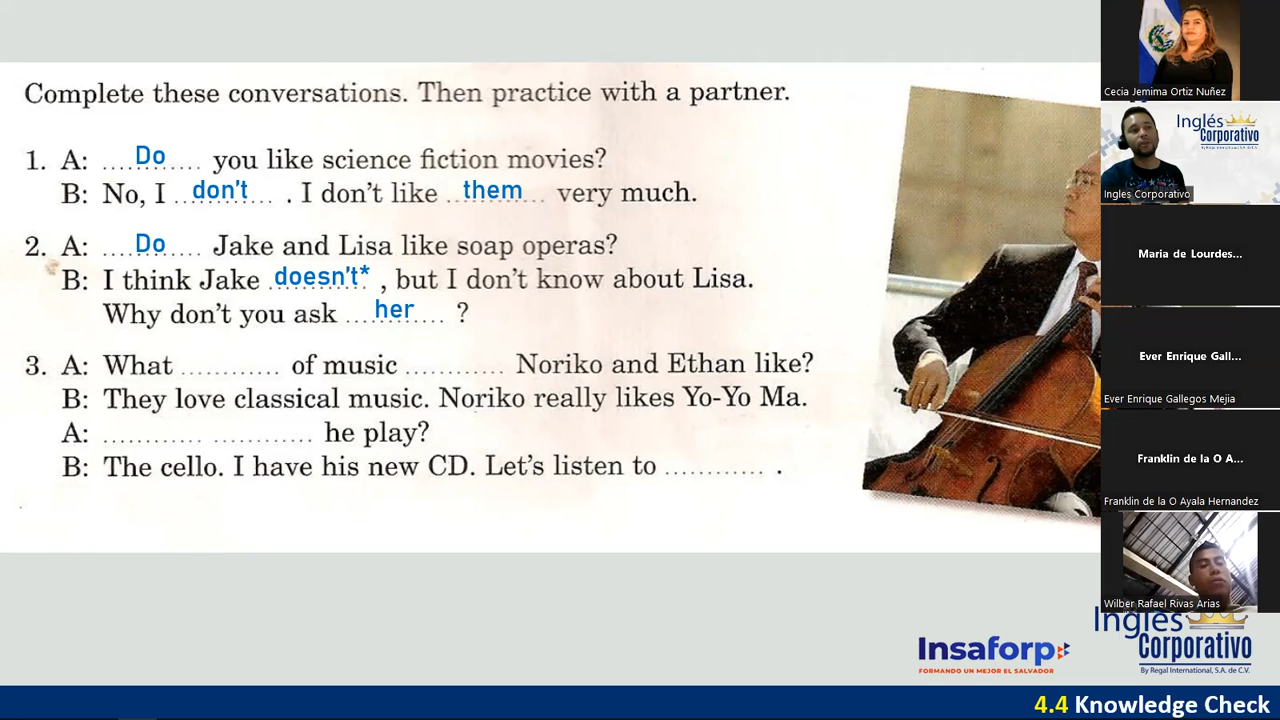 Complete these conversations. Then practice with a partner.
1. A: ....Do.... you like science fiction movies?
B: No, I ...don't... . I don't like ...them... very much.
2. A: ....Do.... Jake and Lisa like soap operas?
B: I think Jake doesn't* , but I don't know about Lisa.
Why don't you ask ...her... ?
3. A: What ............ of music ............ Noriko and Ethan like?
B: They love classical music. Noriko really likes Yo-Yo Ma.
A: ............ ............ he play?
B: The cello. I have his new CD. Let's listen to ............ .
Cecia Jemima Ortiz Nuñez
Inglés
Corporativo
By Regal International, S.A. de C.V.
Ingles Corporativo
Maria de Lourdes...
Ever Enrique Gall...
Ever Enrique Gallegos Mejia
Franklin de la O A...
Franklin de la O Ayala Hernandez
Wilber Rafael Rivas Arias
Insaforp
FORMANDO UN MEJOR EL SALVADOR
Inglés
Corporativo
By Regal International, S.A. de C.V.
4.4 Knowledge Check